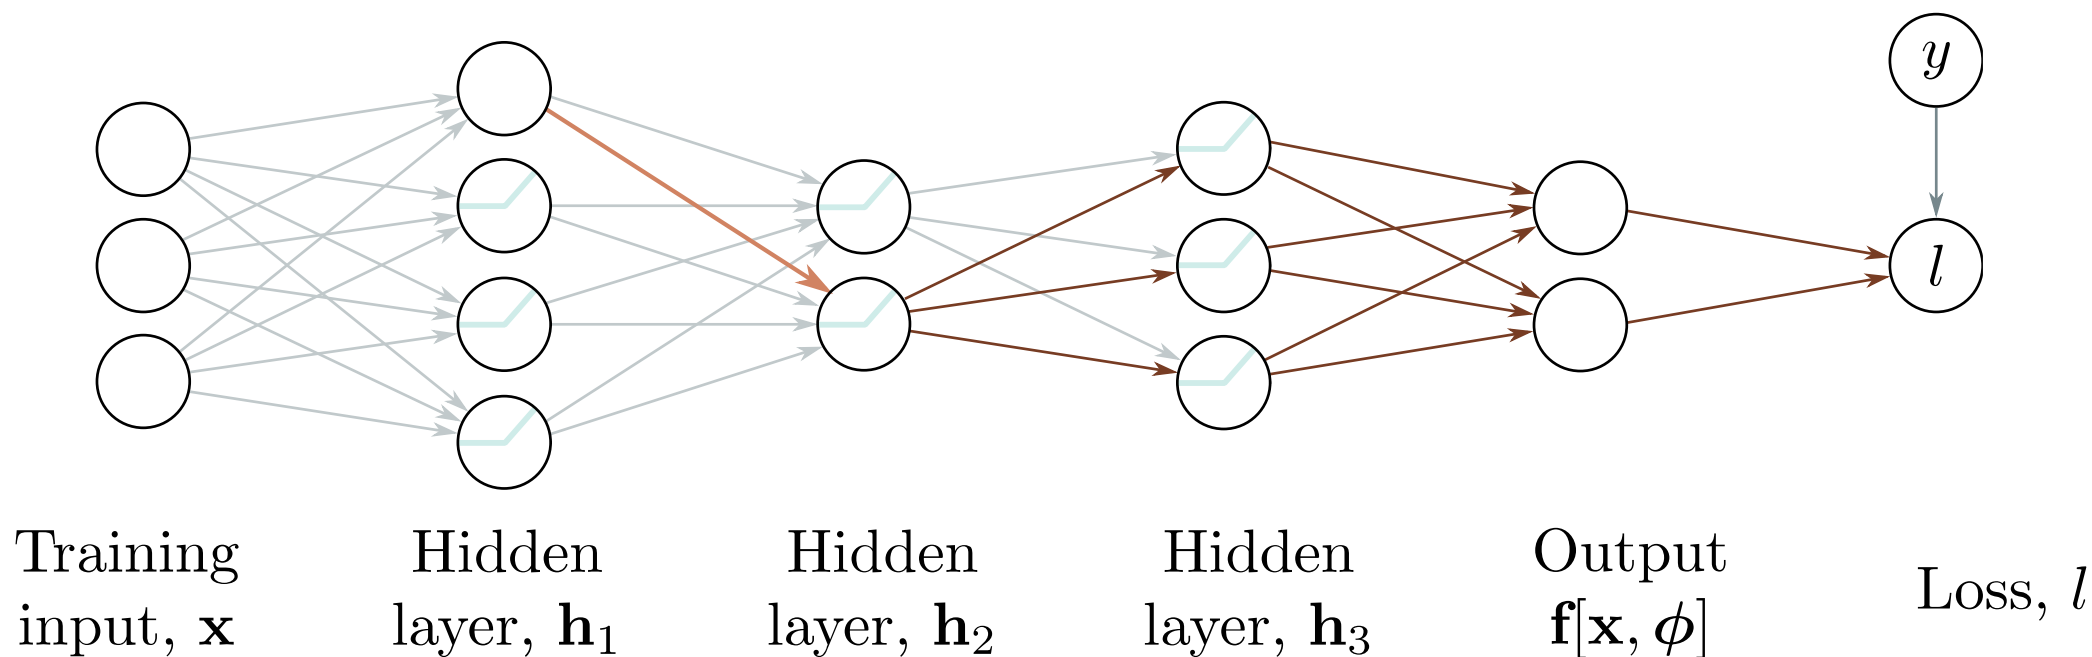 y
l
Training
input, x
Hidden
layer, h₁
Hidden
layer, h₂
Hidden
layer, h₃
Output
f[x, ϕ]
Loss, l